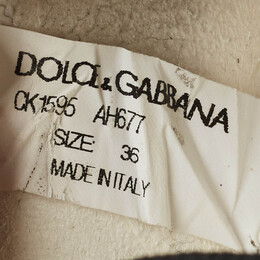 DOLCE & GABBANA
CK1595 AH677
SIZE: 36
MADE IN ITALY